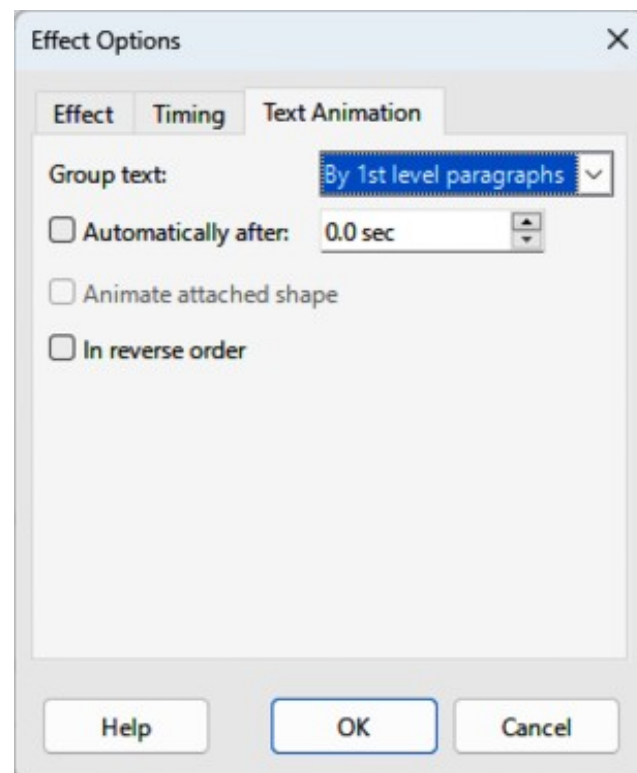 Effect Options
Effect Timing Text Animation
Group text: By 1st level paragraphs
Automatically after: 0.0 sec
Animate attached shape
In reverse order
Help OK Cancel